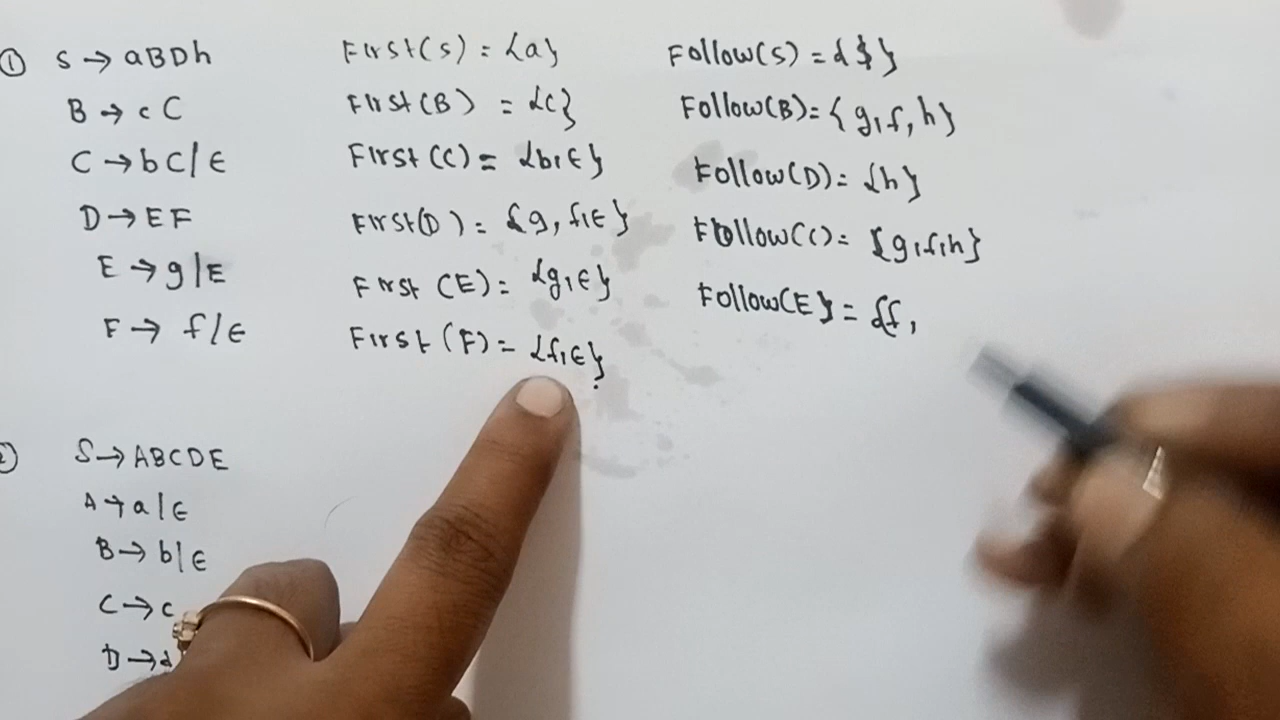 ① S → aBDh First(S) = {a} Follow(S) = {$}
B → cC First(B) = {c} Follow(B) = {g, f, h}
C → bC/ϵ First(C) = {b, ϵ} Follow(D) = {h}
D → EF First(D) = {g, f, ϵ} Follow(C) = {g, f, h}
E → g/ϵ First(E) = {g, ϵ} Follow(E} = {f,
F → f/ϵ First(F) = {f, ϵ}
S → ABCDE
A → a/ϵ
B → b/ϵ
C → c
D → d